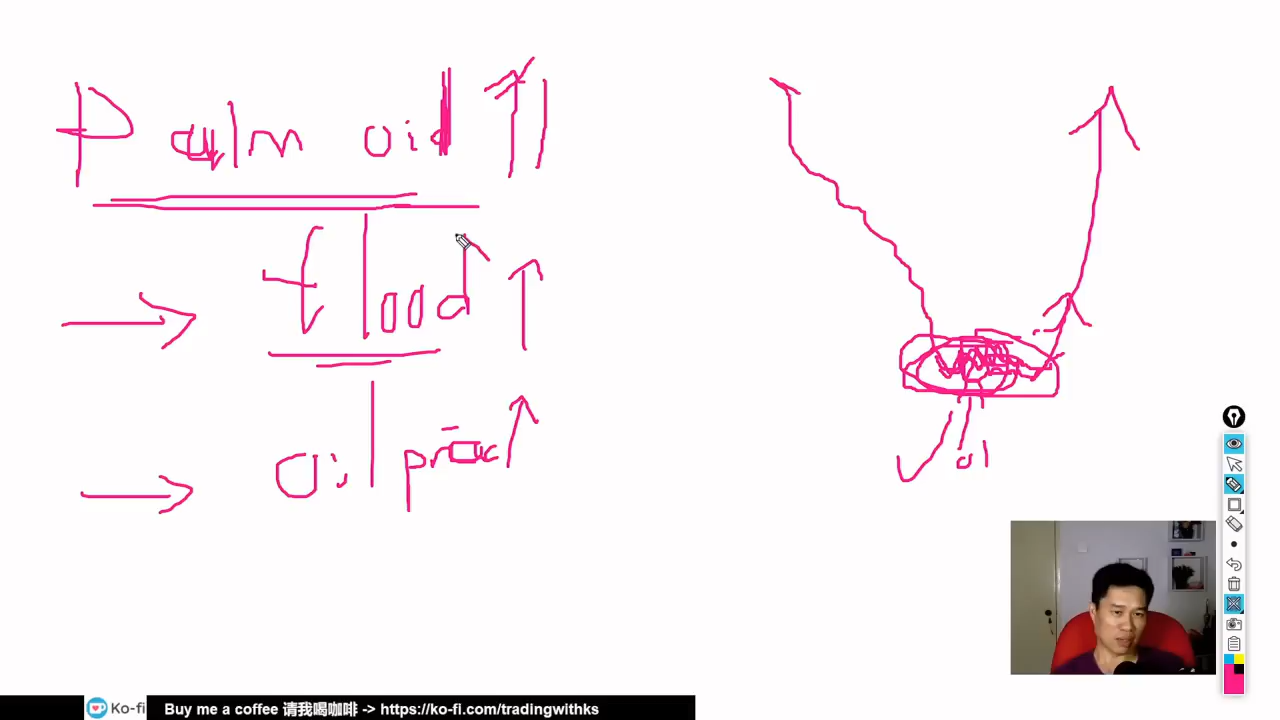 Palm oil
flood
oil price
01
Ko-fi Buy me a coffee 请我喝咖啡 -> https://ko-fi.com/tradingwithks